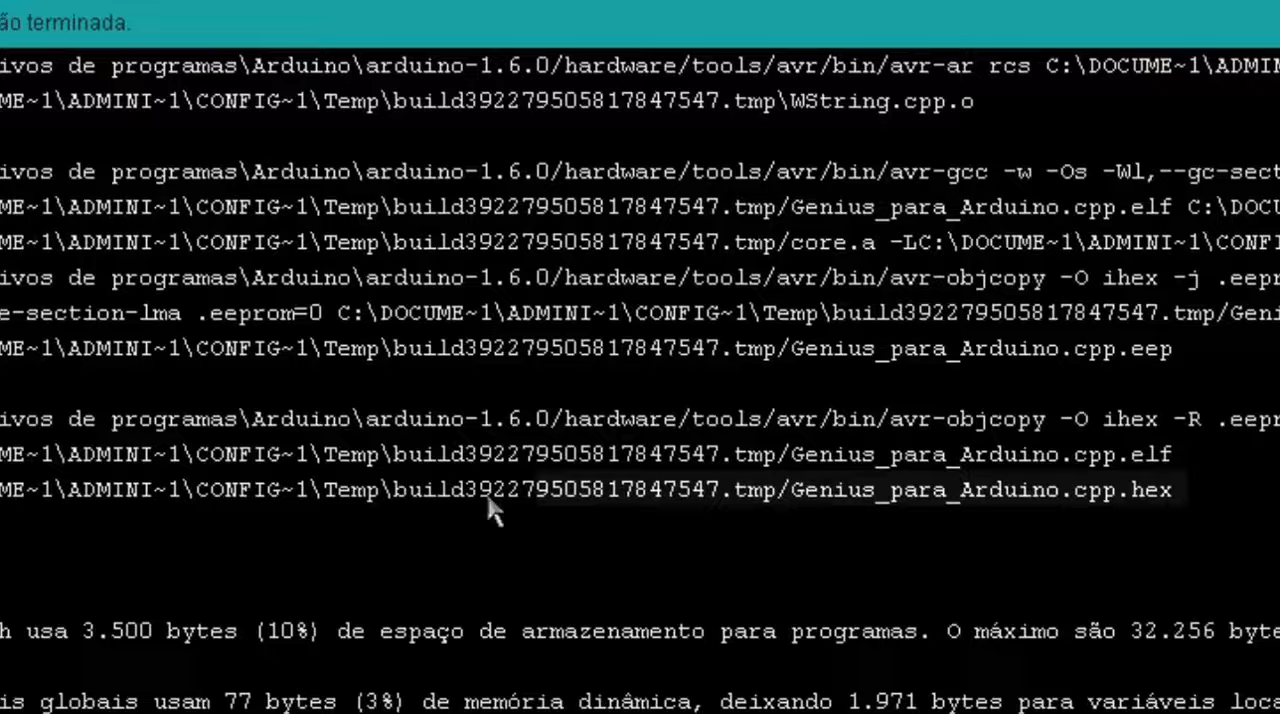 ão terminada.
ivos de programas\Arduino\arduino-1.6.0/hardware/tools/avr/bin/avr-ar rcs C:\DOCUME~1\ADMIN
ME~1\ADMINI~1\CONFIG~1\Temp\build392279505817847547.tmp\WString.cpp.o
ivos de programas\Arduino\arduino-1.6.0/hardware/tools/avr/bin/avr-gcc -w -Os -Wl,--gc-sect
ME~1\ADMINI~1\CONFIG~1\Temp\build392279505817847547.tmp/Genius_para_Arduino.cpp.elf C:\DOCU
ME~1\ADMINI~1\CONFIG~1\Temp\build392279505817847547.tmp/core.a -LC:\DOCUME~1\ADMINI~1\CONFI
ivos de programas\Arduino\arduino-1.6.0/hardware/tools/avr/bin/avr-objcopy -O ihex -j .eepr
e-section-lma .eeprom=0 C:\DOCUME~1\ADMINI~1\CONFIG~1\Temp\build392279505817847547.tmp/Geni
ME~1\ADMINI~1\CONFIG~1\Temp\build392279505817847547.tmp/Genius_para_Arduino.cpp.eep
ivos de programas\Arduino\arduino-1.6.0/hardware/tools/avr/bin/avr-objcopy -O ihex -R .eepr
ME~1\ADMINI~1\CONFIG~1\Temp\build392279505817847547.tmp/Genius_para_Arduino.cpp.elf
ME~1\ADMINI~1\CONFIG~1\Temp\build392279505817847547.tmp/Genius_para_Arduino.cpp.hex
h usa 3.500 bytes (10%) de espaço de armazenamento para programas. O máximo são 32.256 byte
is globais usam 77 bytes (3%) de memória dinâmica, deixando 1.971 bytes para variáveis loca